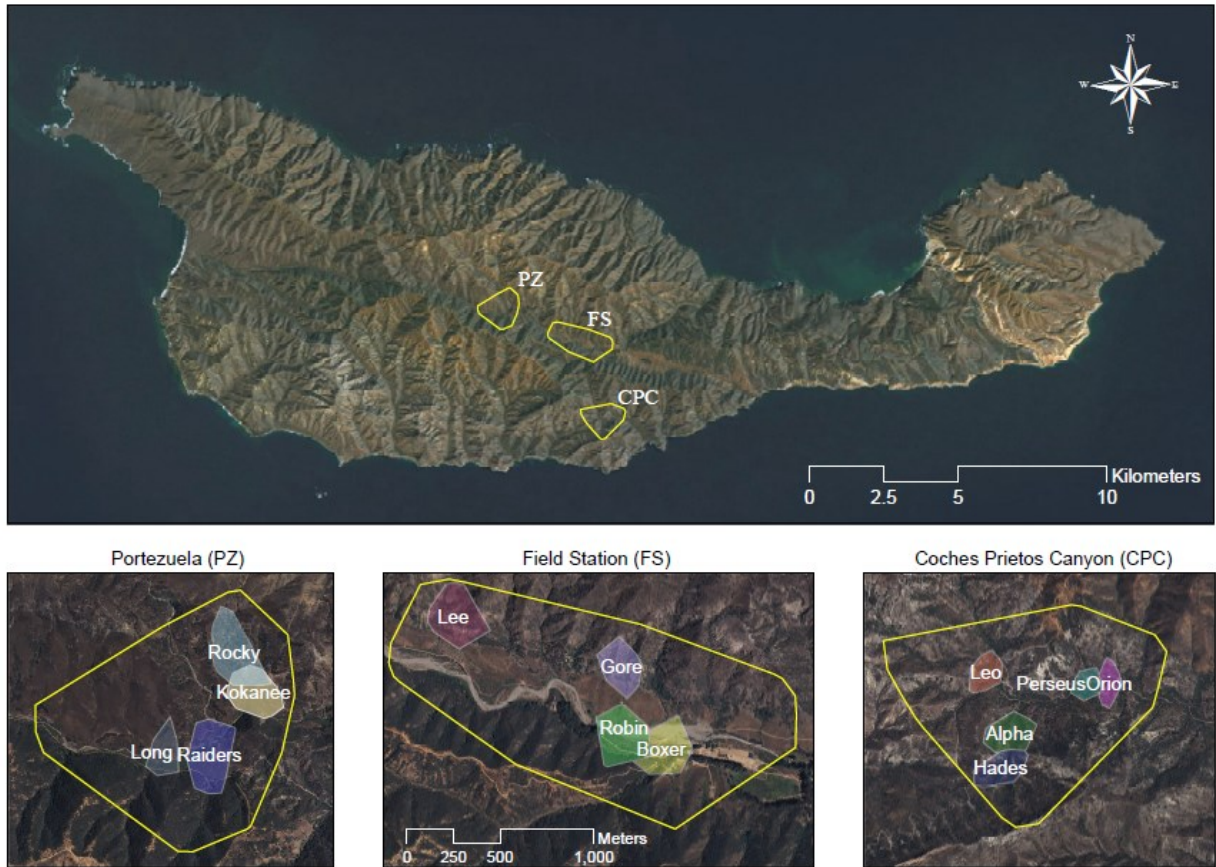 N
W E
S
PZ
FS
CPC
Kilometers
0 2.5 5 10
Portezuela (PZ)
Field Station (FS)
Coches Prietos Canyon (CPC)
Rocky
Kokanee
Long
Raiders
Lee
Gore
Robin
Boxer
Meters
0 250 500 1,000
Leo
Perseus
Orion
Alpha
Hades